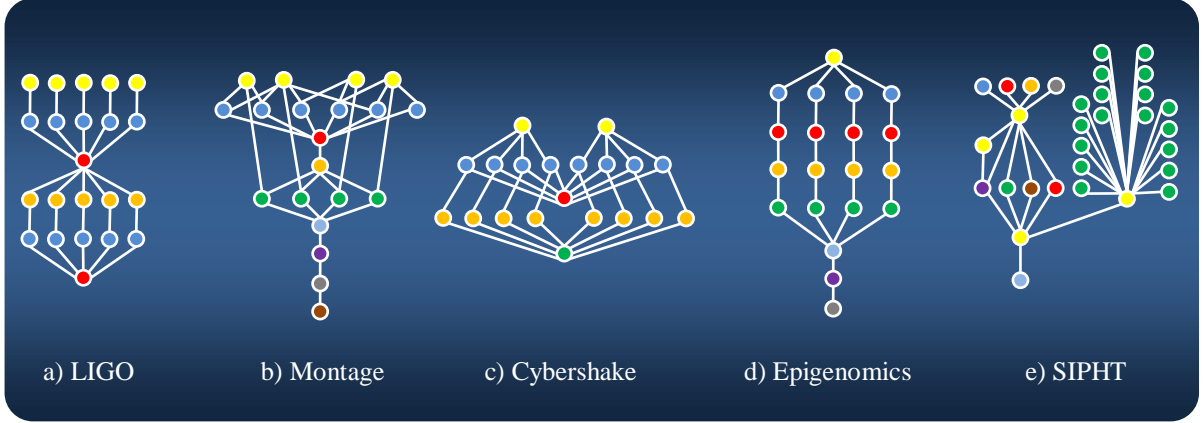 a) LIGO
b) Montage
c) Cybershake
d) Epigenomics
e) SIPHT